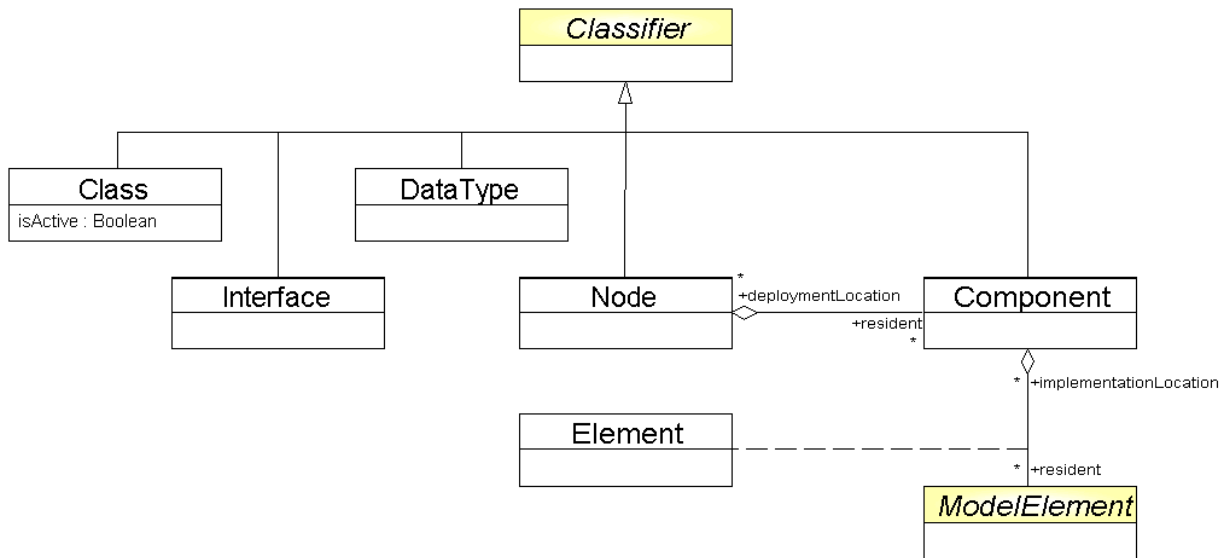 Classifier
Class
isActive : Boolean
DataType
Interface
Node
*
+deploymentLocation
+resident
*
Component
* +implementationLocation
Element
* +resident
ModelElement